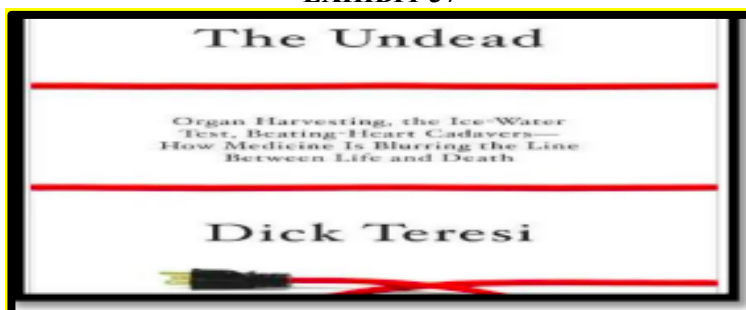 The Undead
Organ Harvesting, the Ice-Water
Test, Beating-Heart Cadavers—
How Medicine Is Blurring the Line
Between Life and Death
Dick Teresi